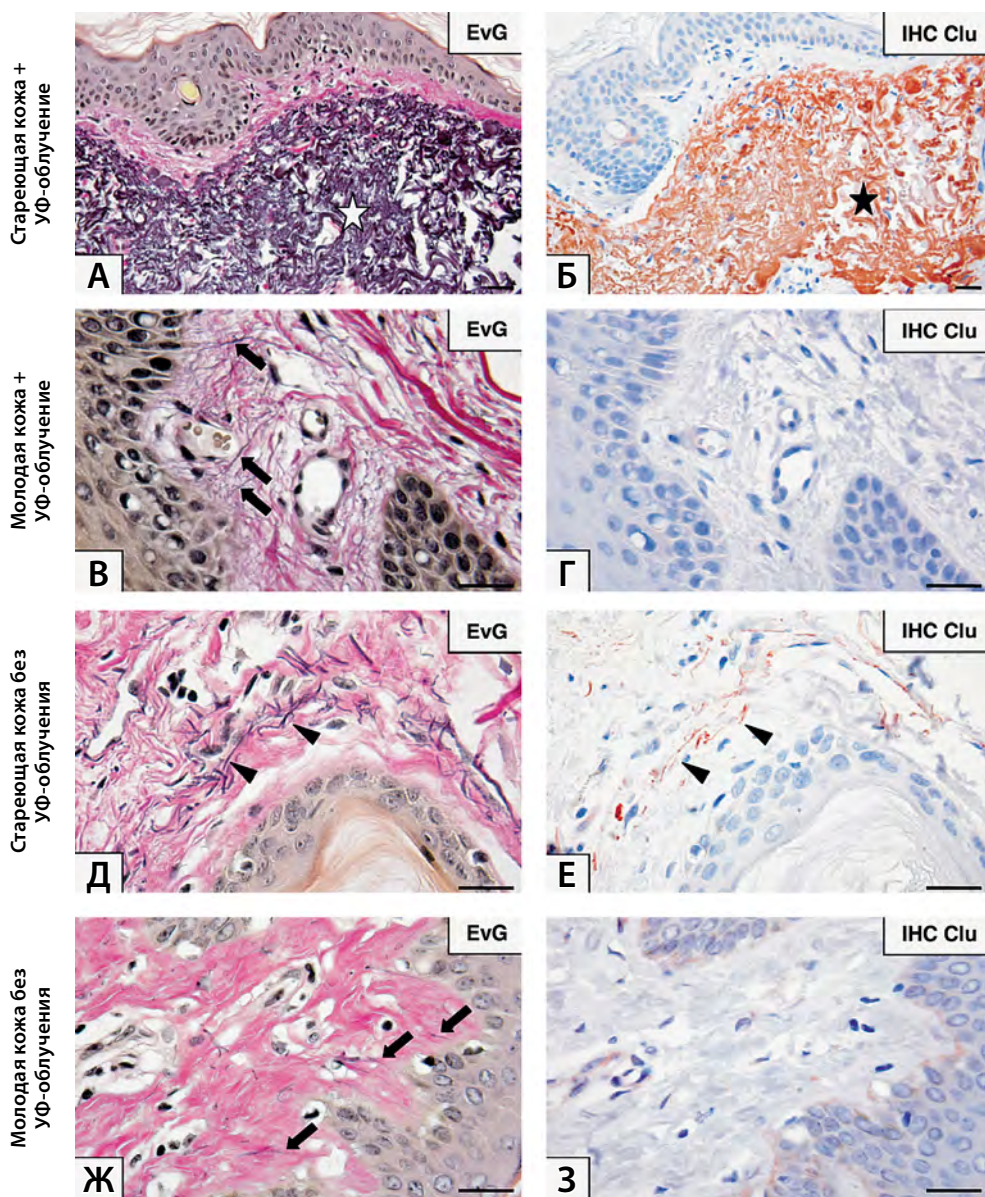 Стареющая кожа +
УФ-облучение
EvG
А
IHC Clu
Б
Молодая кожа +
УФ-облучение
EvG
В
IHC Clu
Г
Стареющая кожа без
УФ-облучения
EvG
Д
IHC Clu
Е
Молодая кожа без
УФ-облучения
EvG
Ж
IHC Clu
З